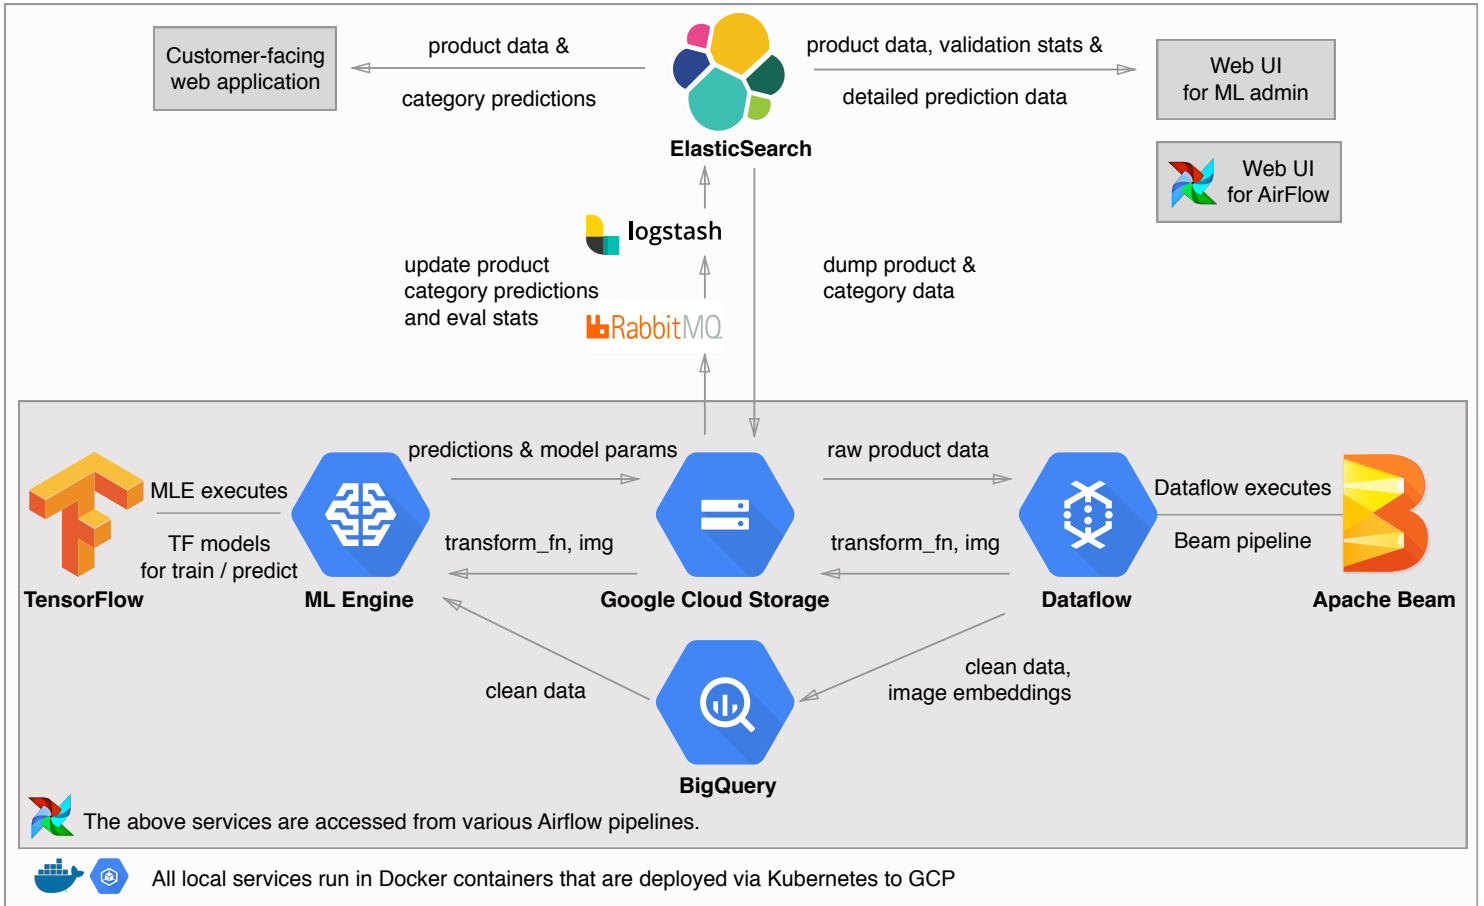 Customer-facing
web application
product data &
category predictions
ElasticSearch
product data, validation stats &
detailed prediction data
Web UI
for ML admin
Web UI
for AirFlow
logstash
update product
category predictions
and eval stats
RabbitMQ
dump product &
category data
TensorFlow
MLE executes
TF models
for train / predict
ML Engine
predictions & model params
transform_fn, img
Google Cloud Storage
raw product data
transform_fn, img
Dataflow
Dataflow executes
Beam pipeline
Apache Beam
clean data
BigQuery
clean data,
image embeddings
The above services are accessed from various Airflow pipelines.
All local services run in Docker containers that are deployed via Kubernetes to GCP